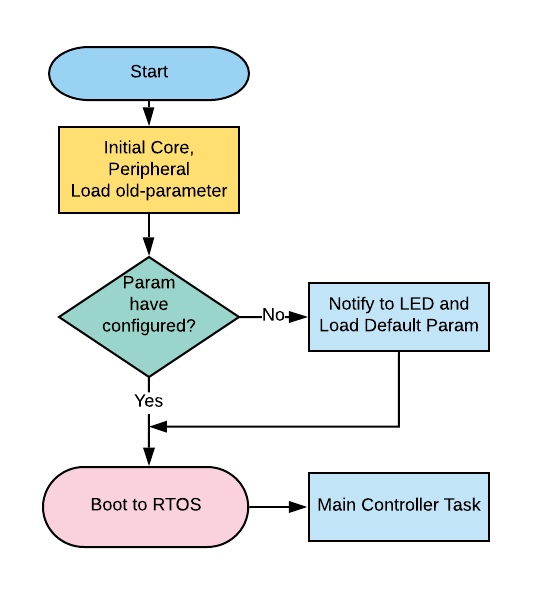 Start
Initial Core,
Peripheral
Load old-parameter
Param
have
configured?
No
Notify to LED and
Load Default Param
Yes
Boot to RTOS
Main Controller Task